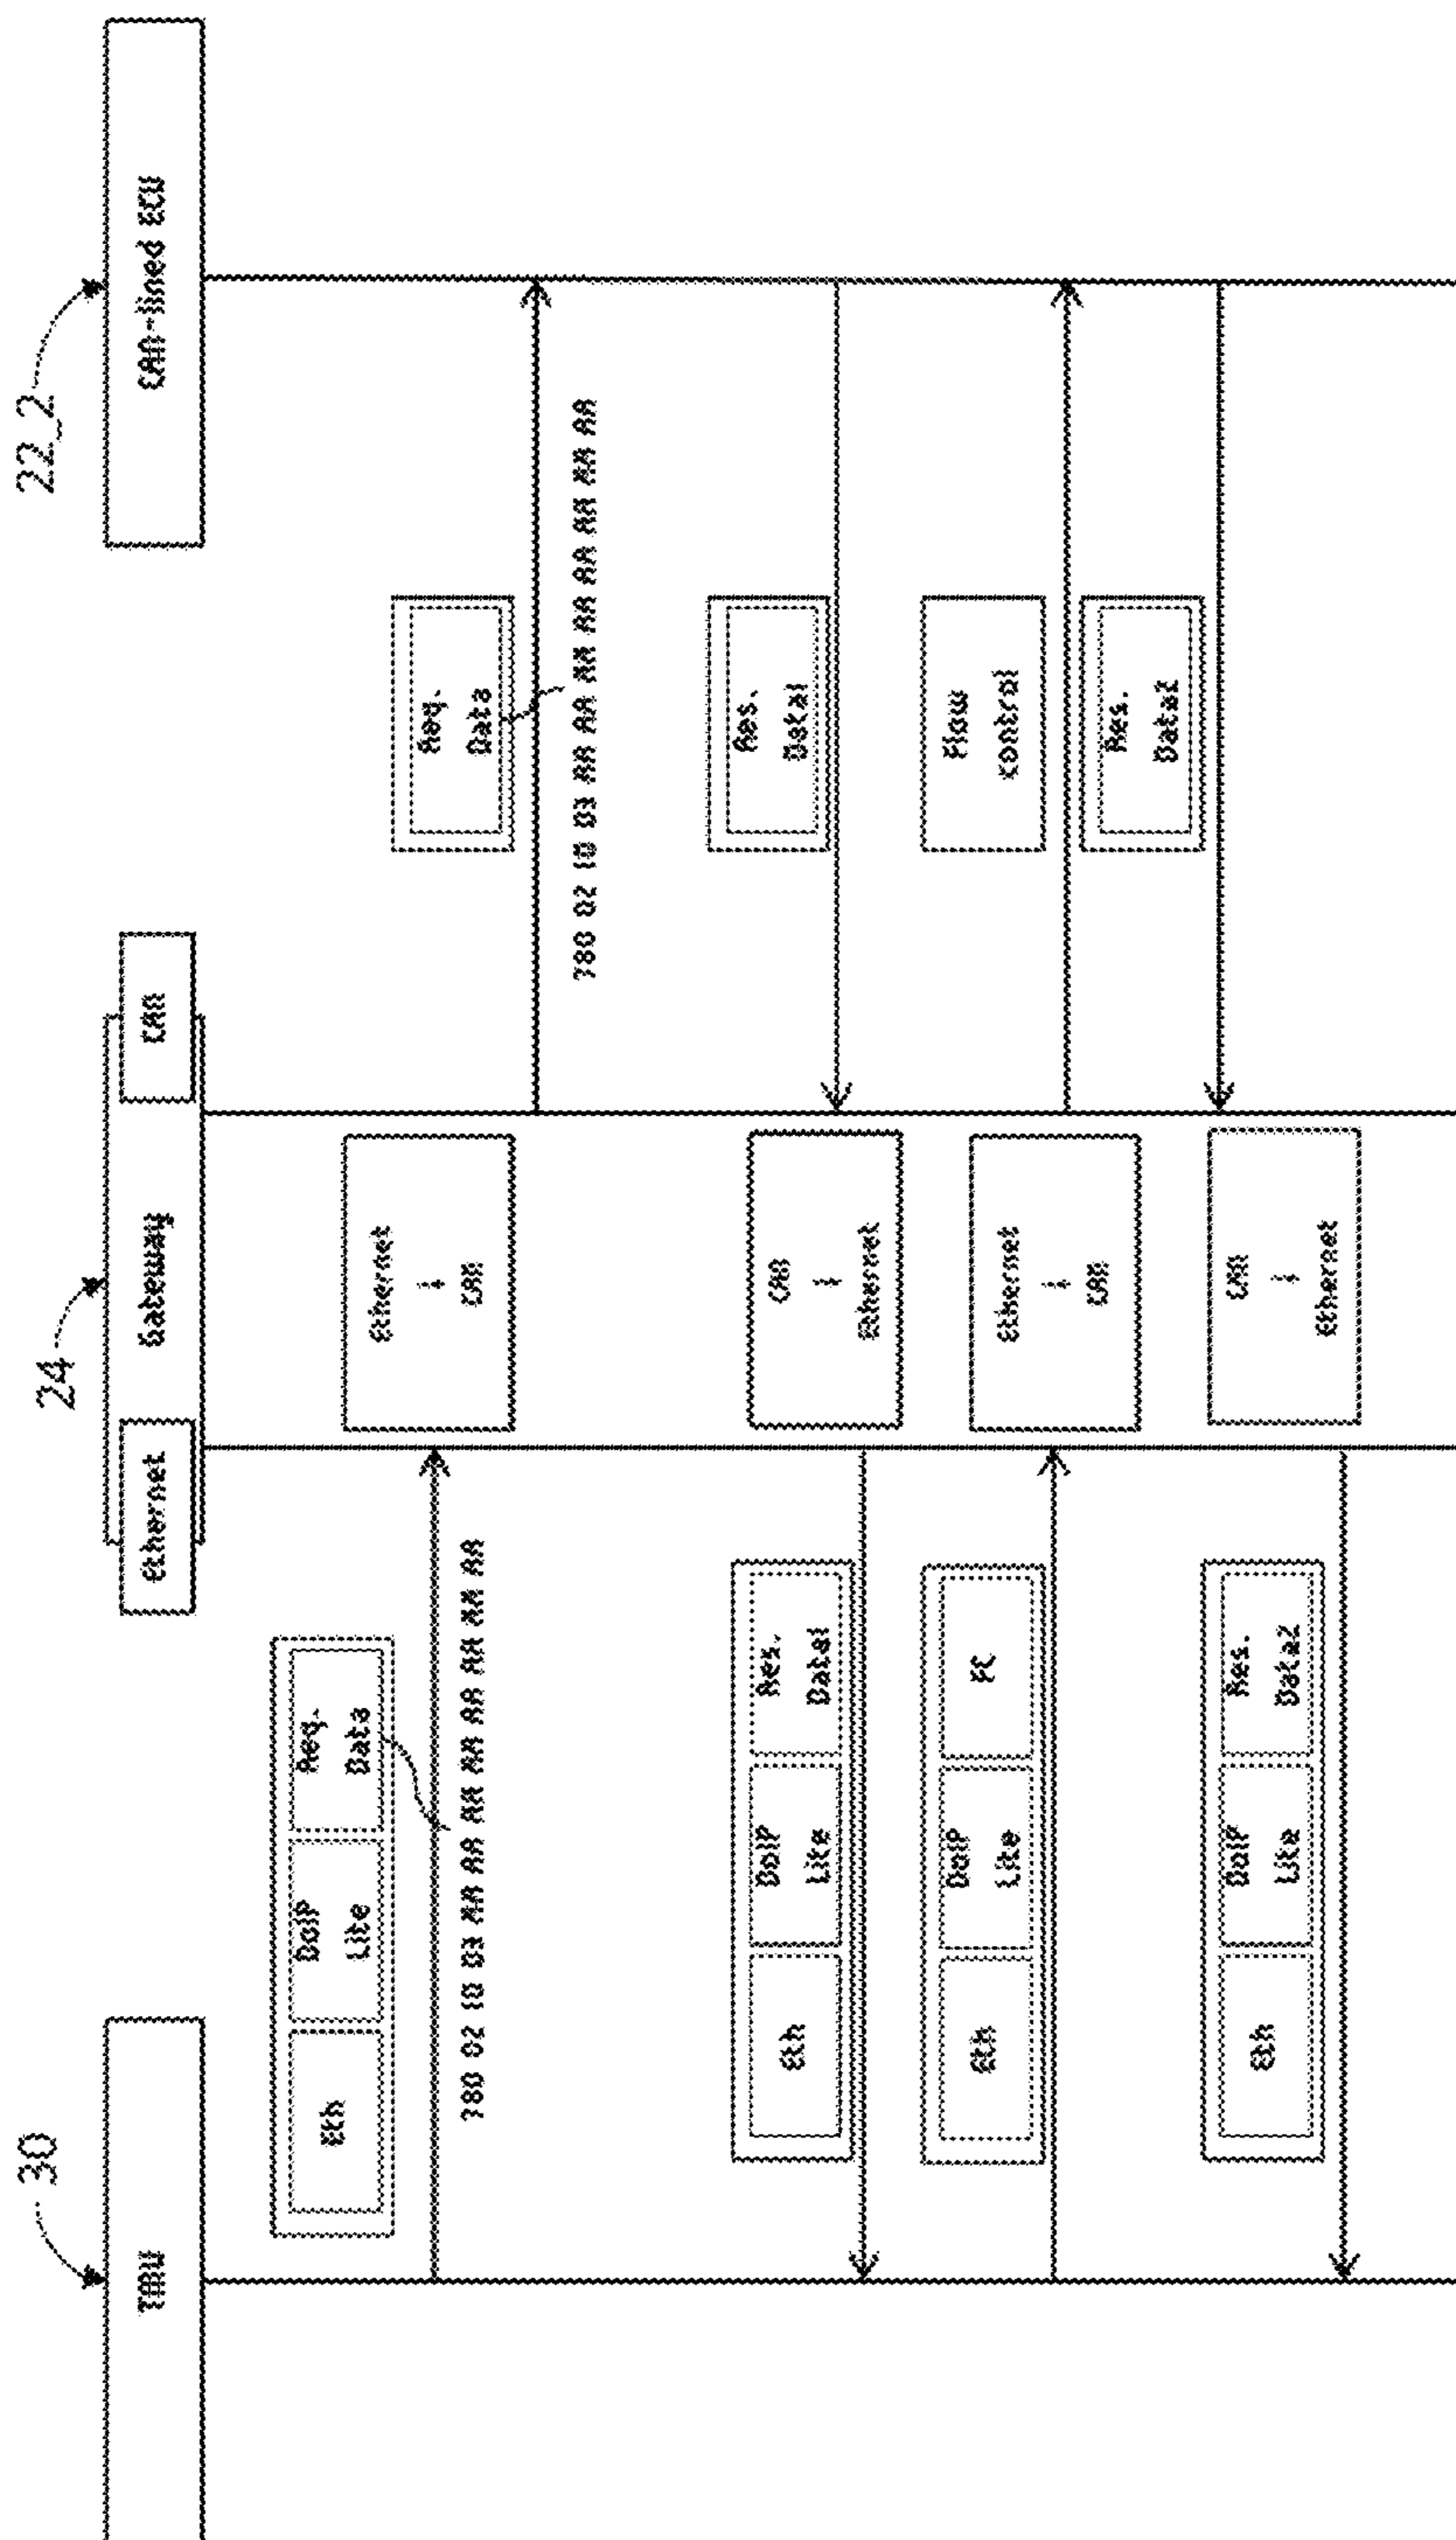 30
24
22_2
TMU
Ethernet
Gateway
CAN
CAN-lined ECU
Eth
DoIP
Lite
Req.
Data
780 02 10 03 AA AA AA AA AA AA AA AA
Ethernet
↓
CAN
Req.
Data
780 02 10 03 AA AA AA AA AA AA AA AA
Res.
Data1
CAN
↓
Ethernet
Eth
DoIP
Lite
Res.
Data1
Eth
DoIP
Lite
FC
Ethernet
↓
CAN
Flow
control
Res.
Data2
CAN
↓
Ethernet
Eth
DoIP
Lite
Res.
Data2